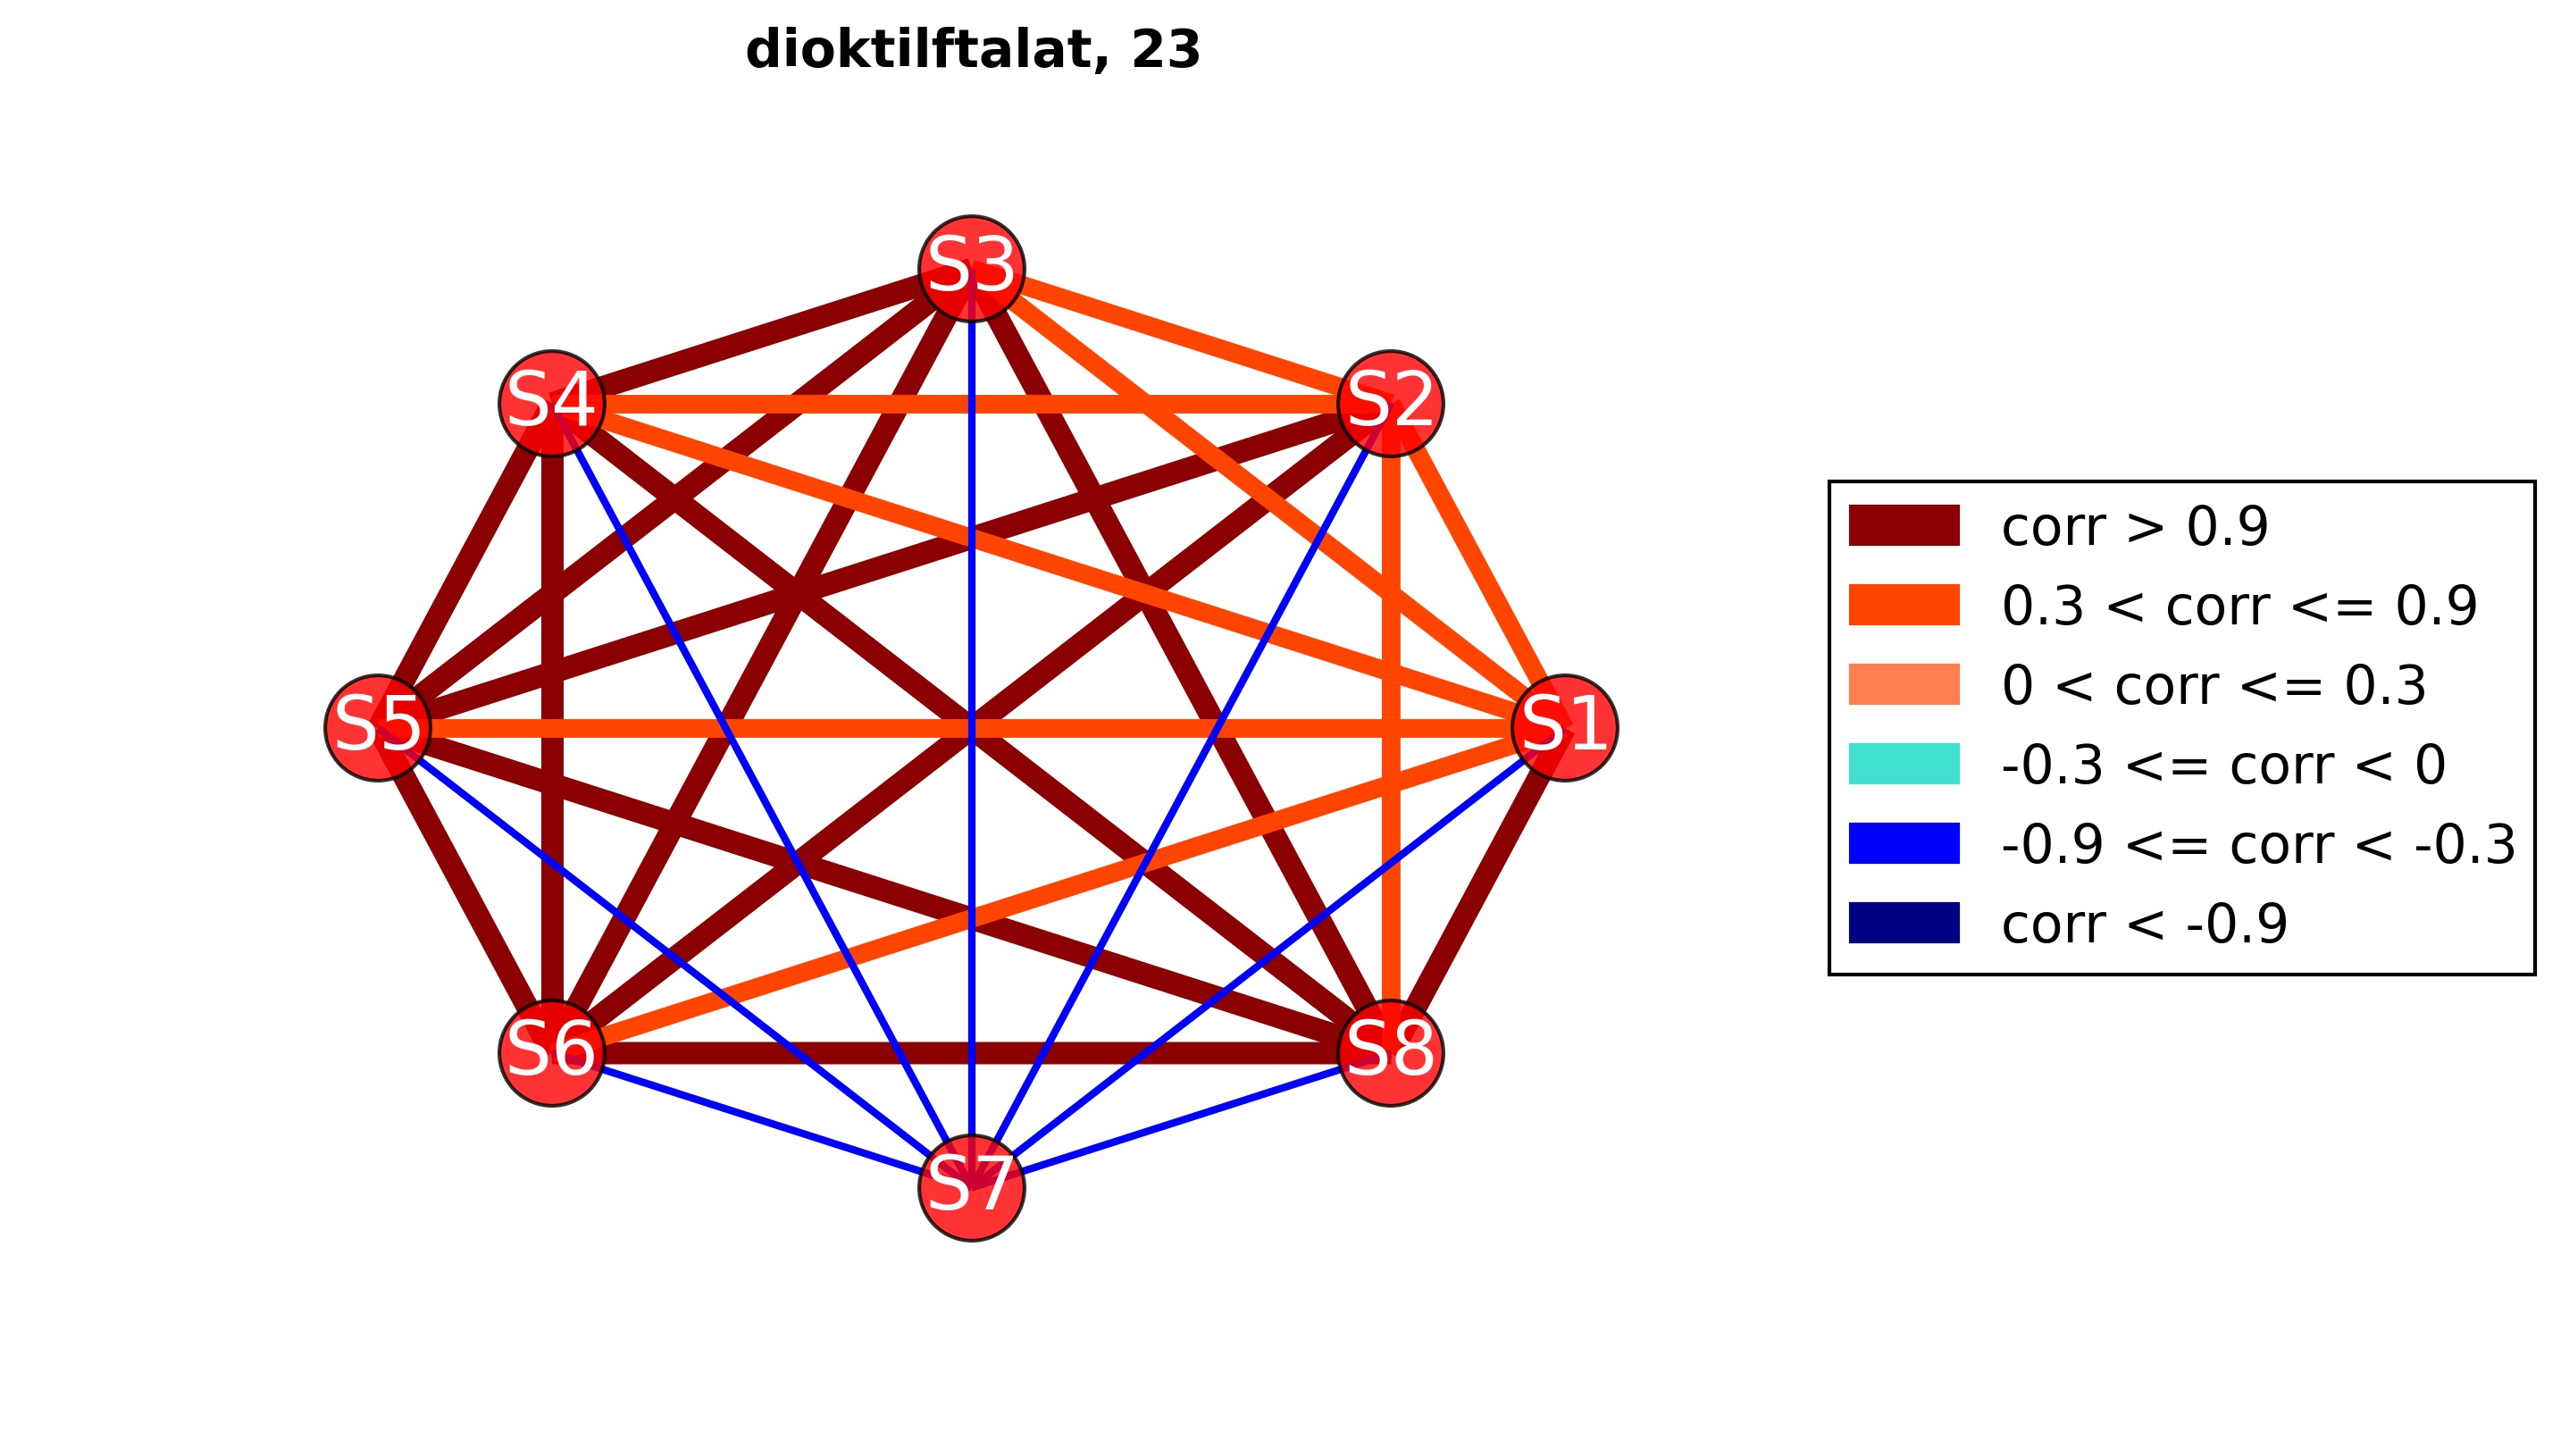 dioktilftalat, 23
S3
S4
S2
S5
S1
S6
S8
S7
corr > 0.9
0.3 < corr <= 0.9
0 < corr <= 0.3
-0.3 <= corr < 0
-0.9 <= corr < -0.3
corr < -0.9